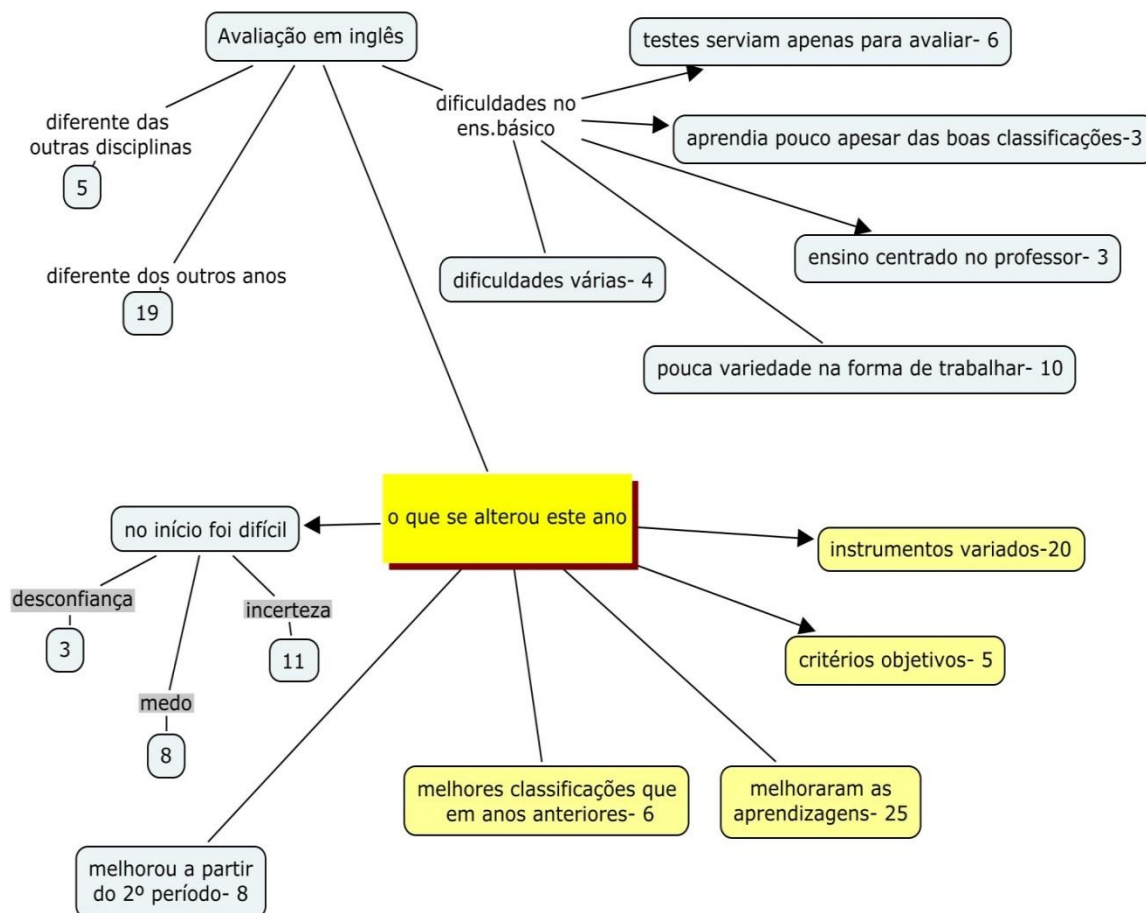 Avaliação em inglês
testes serviam apenas para avaliar- 6
dificuldades no
ens.básico
diferente das
outras disciplinas
5
aprendia pouco apesar das boas classificações-3
ensino centrado no professor- 3
diferente dos outros anos
19
dificuldades várias- 4
pouca variedade na forma de trabalhar- 10
o que se alterou este ano
no início foi difícil
desconfiança
3
medo
8
incerteza
11
instrumentos variados-20
critérios objetivos- 5
melhores classificações que
em anos anteriores- 6
melhoraram as
aprendizagens- 25
melhorou a partir
do 2º período- 8